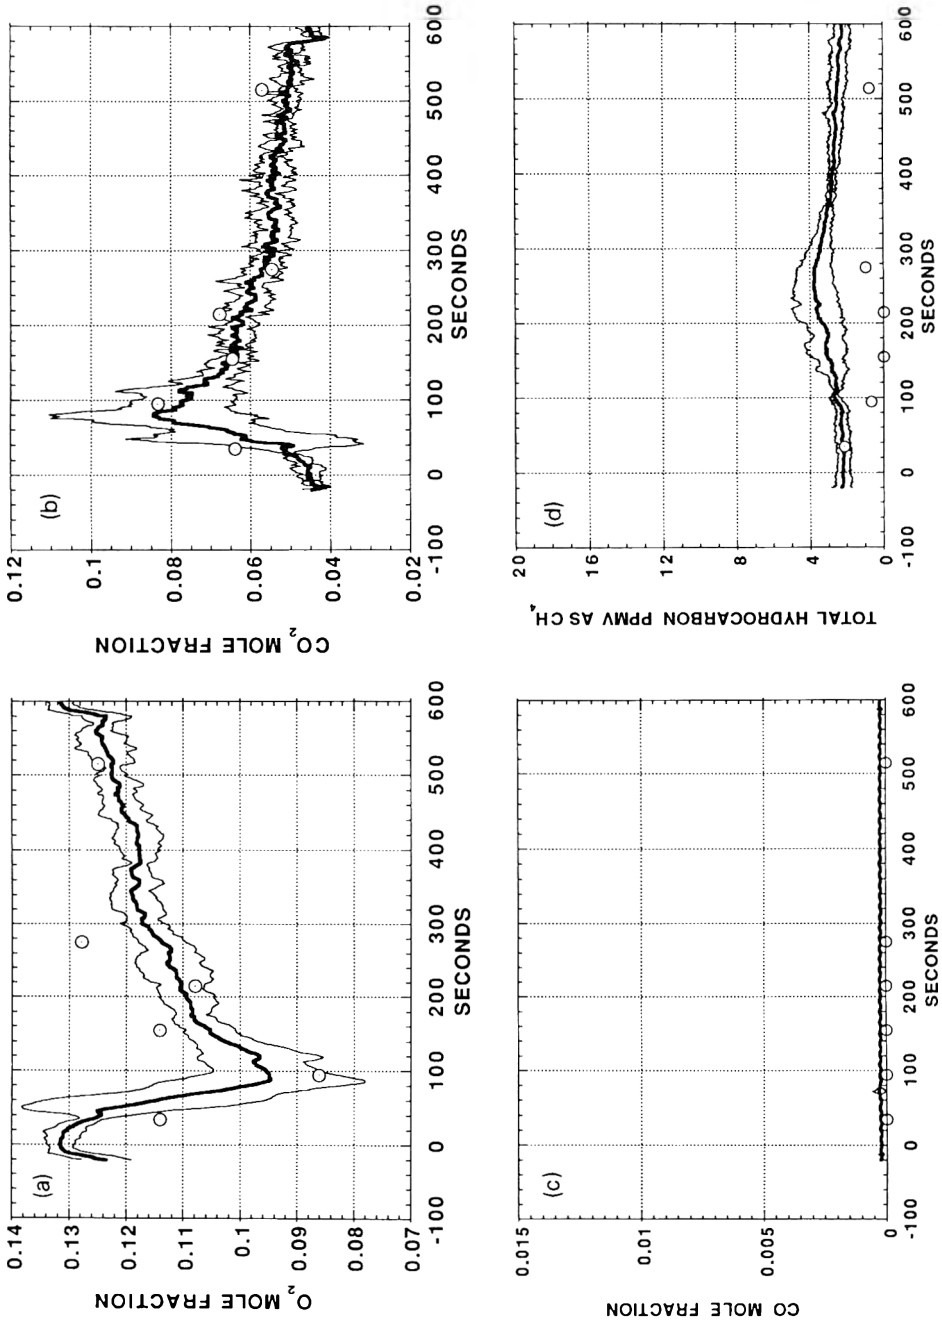 (a)
O2 MOLE FRACTION
0.14
0.13
0.12
0.11
0.1
0.09
0.08
0.07
-100 0 100 200 300 400 500 600
SECONDS
(b)
CO2 MOLE FRACTION
0.12
0.1
0.08
0.06
0.04
0.02
-100 0 100 200 300 400 500 600
SECONDS
(c)
CO MOLE FRACTION
0.015
0.01
0.005
0
-100 0 100 200 300 400 500 600
SECONDS
(d)
TOTAL HYDROCARBON PPMV AS CH4
20
16
12
8
4
0
-100 0 100 200 300 400 500 600
SECONDS